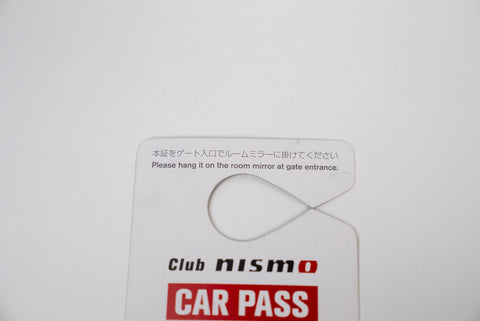 本証をゲート入口でルームミラーに掛けてください
Please hang it on the room mirror at gate entrance.
Club nismo
CAR PASS